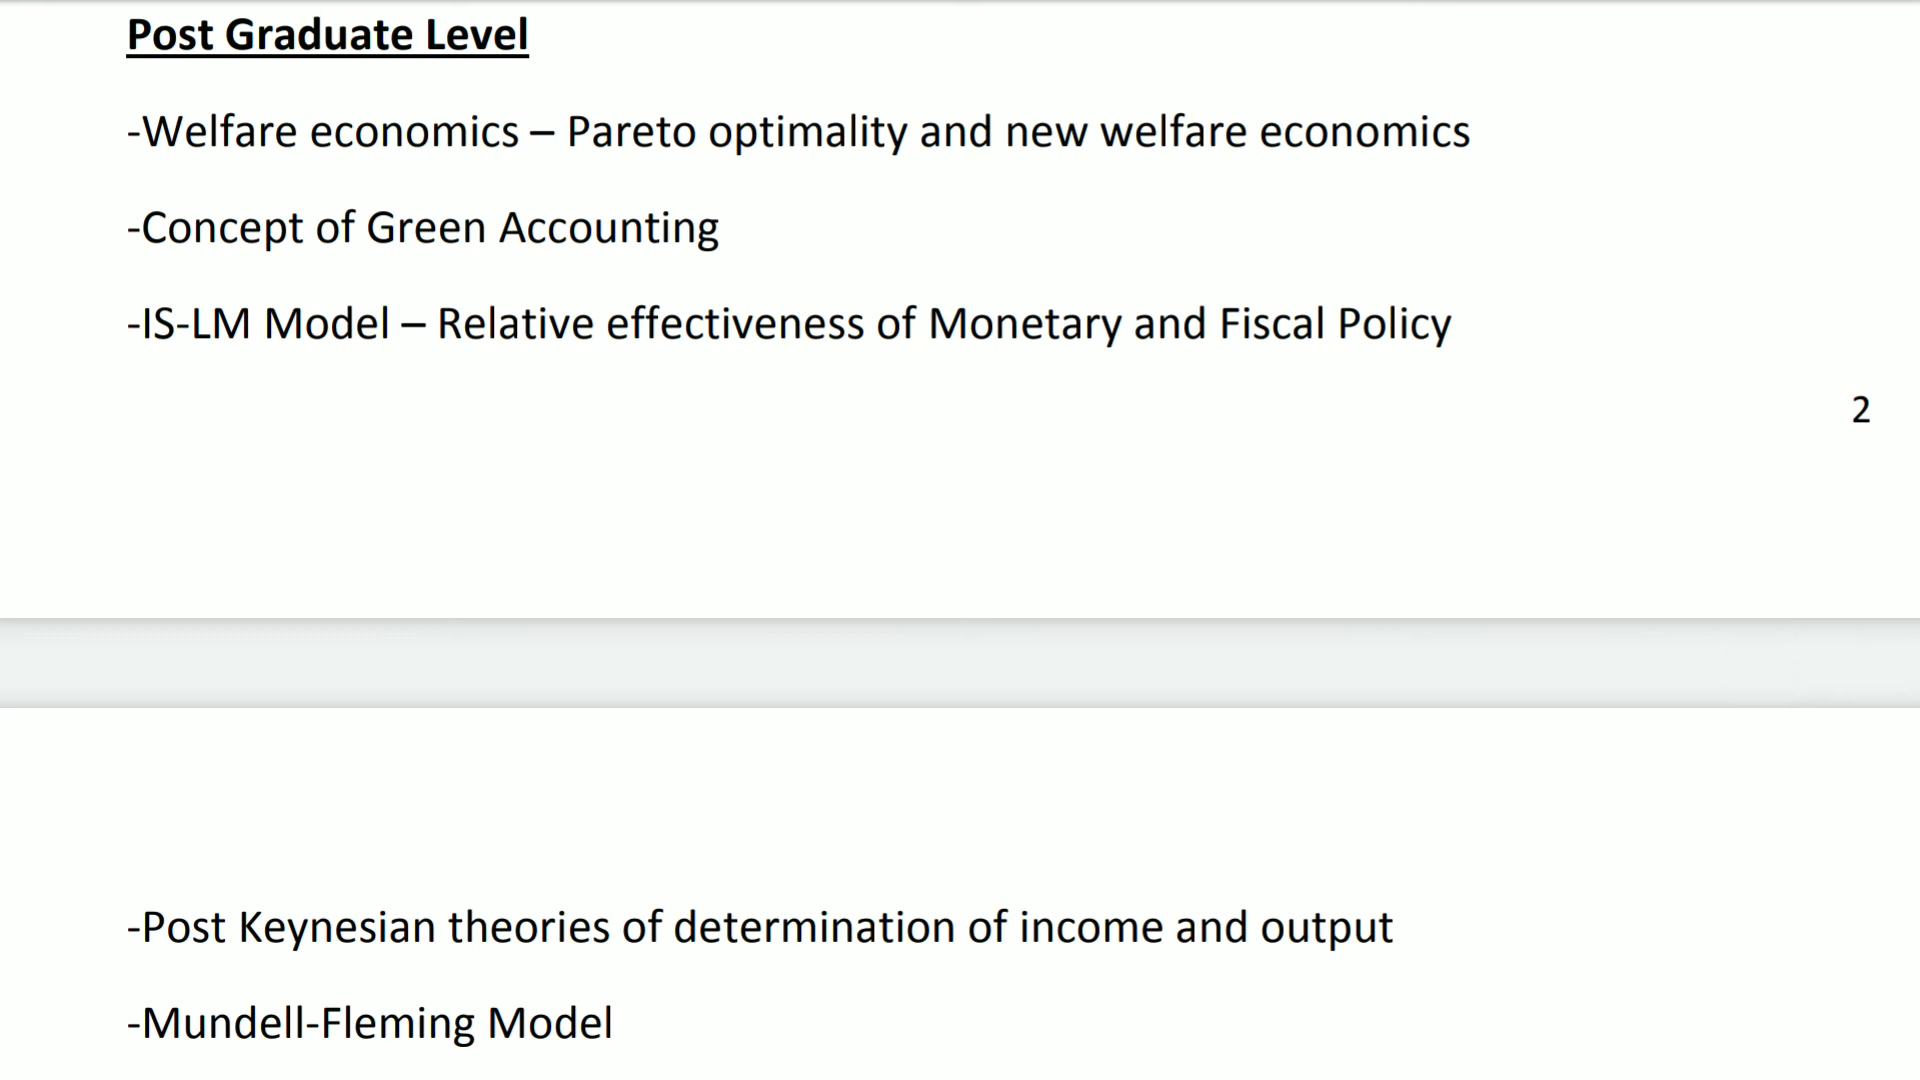 Post Graduate Level
-Welfare economics – Pareto optimality and new welfare economics
-Concept of Green Accounting
-IS-LM Model – Relative effectiveness of Monetary and Fiscal Policy
2
-Post Keynesian theories of determination of income and output
-Mundell-Fleming Model